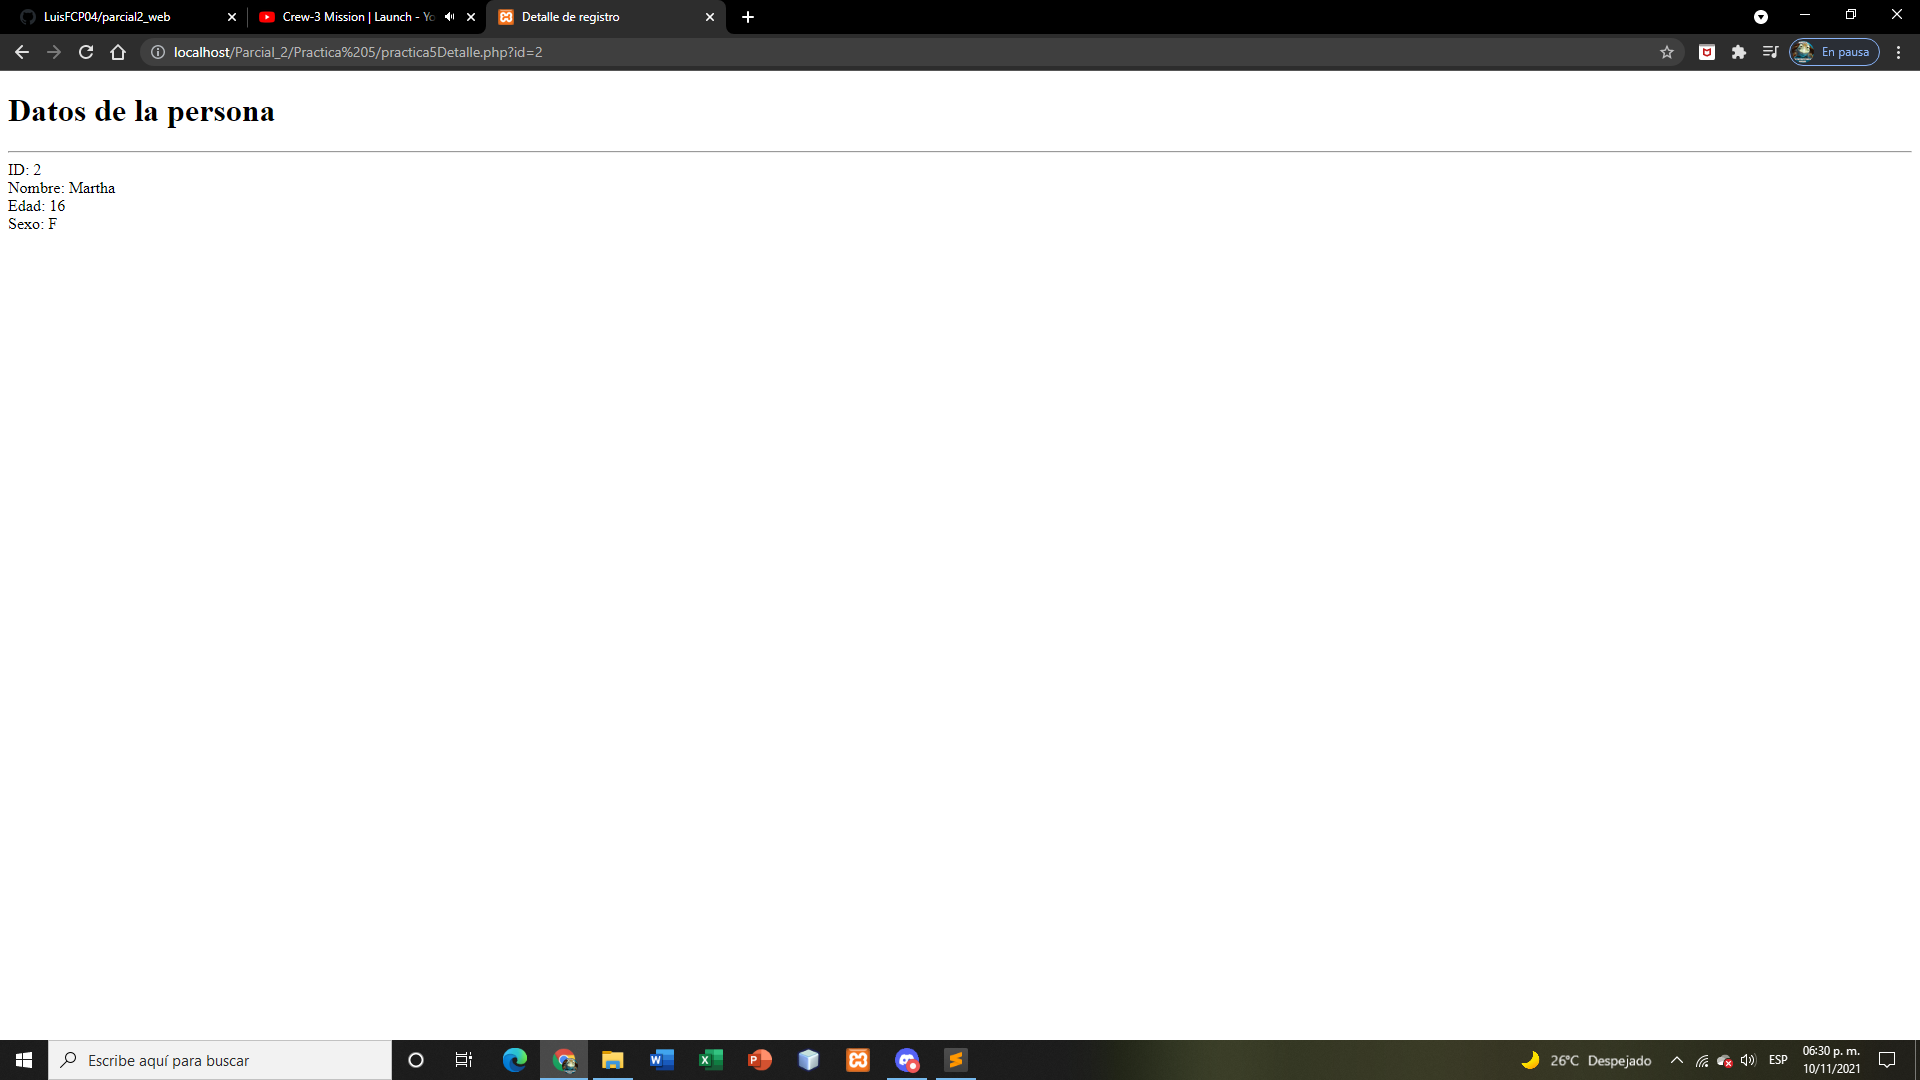 LuisFCP04/parcial2_web
Crew-3 Mission | Launch - Yo
Detalle de registro
localhost/Parcial_2/Practica%205/practica5Detalle.php?id=2
En pausa
Datos de la persona
ID: 2
Nombre: Martha
Edad: 16
Sexo: F
Escribe aquí para buscar
26°C Despejado
ESP
06:30 p. m.
10/11/2021